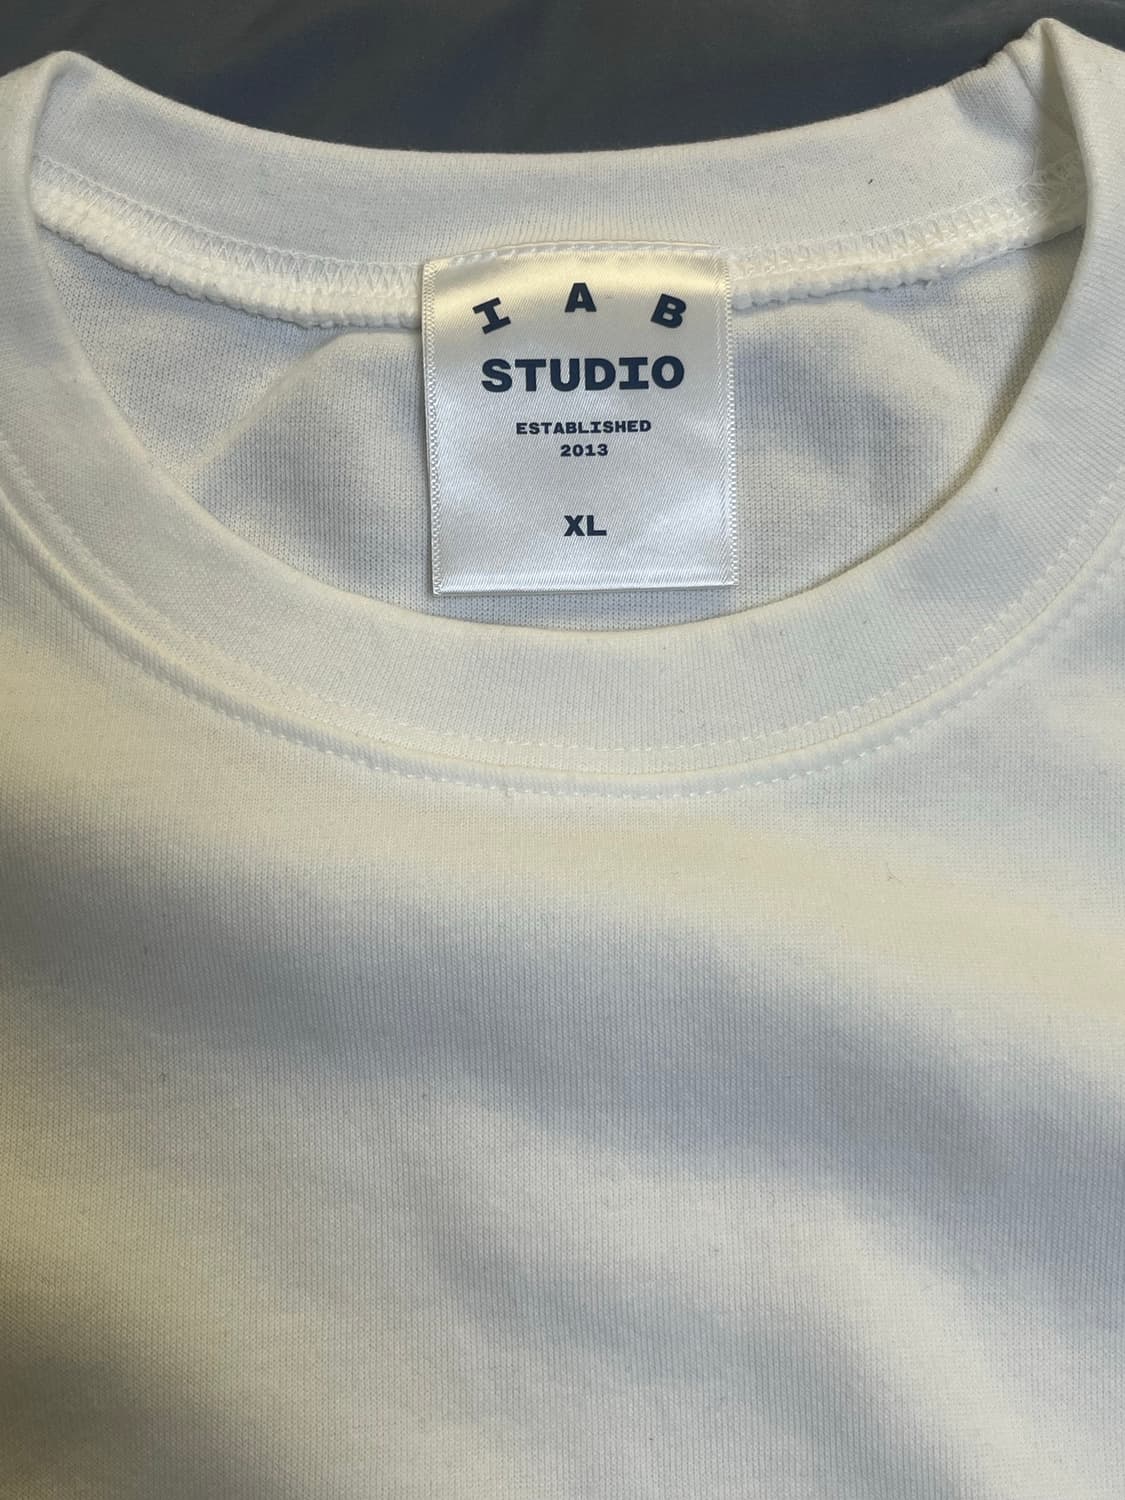 I A B
STUDIO
ESTABLISHED
2013
XL